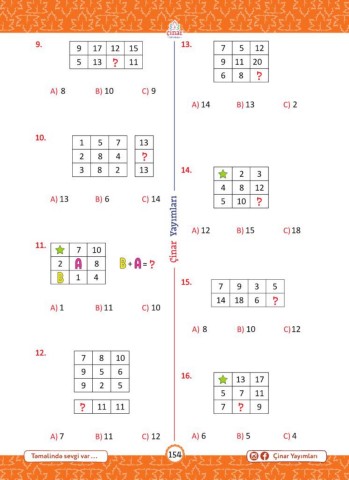 Çınar
9.
9 17 12 15
5 13 ? 11
A) 8 B) 10 C) 9
10.
1 5 7 13
2 8 4 ?
3 8 2 13
A) 13 B) 6 C) 14
11.
7 10
2 A 8 B + A = ?
B 1 4
A) 1 B) 11 C) 10
12.
7 8 10
9 5 6
9 2 5
? 11 11
A) 7 B) 11 C) 12
Çinar Yayımları
13.
7 5 12
9 11 20
6 8 ?
A) 14 B) 13 C) 2
14.
2 3
4 8 12
5 10 ?
A) 12 B) 15 C) 18
15.
7 9 3 5
14 18 6 ?
A) 8 B) 10 C) 12
16.
13 17
5 7 11
7 ? 9
A) 6 B) 5 C) 4
Təməlində sevgi var ...
154
Çinar Yayımları